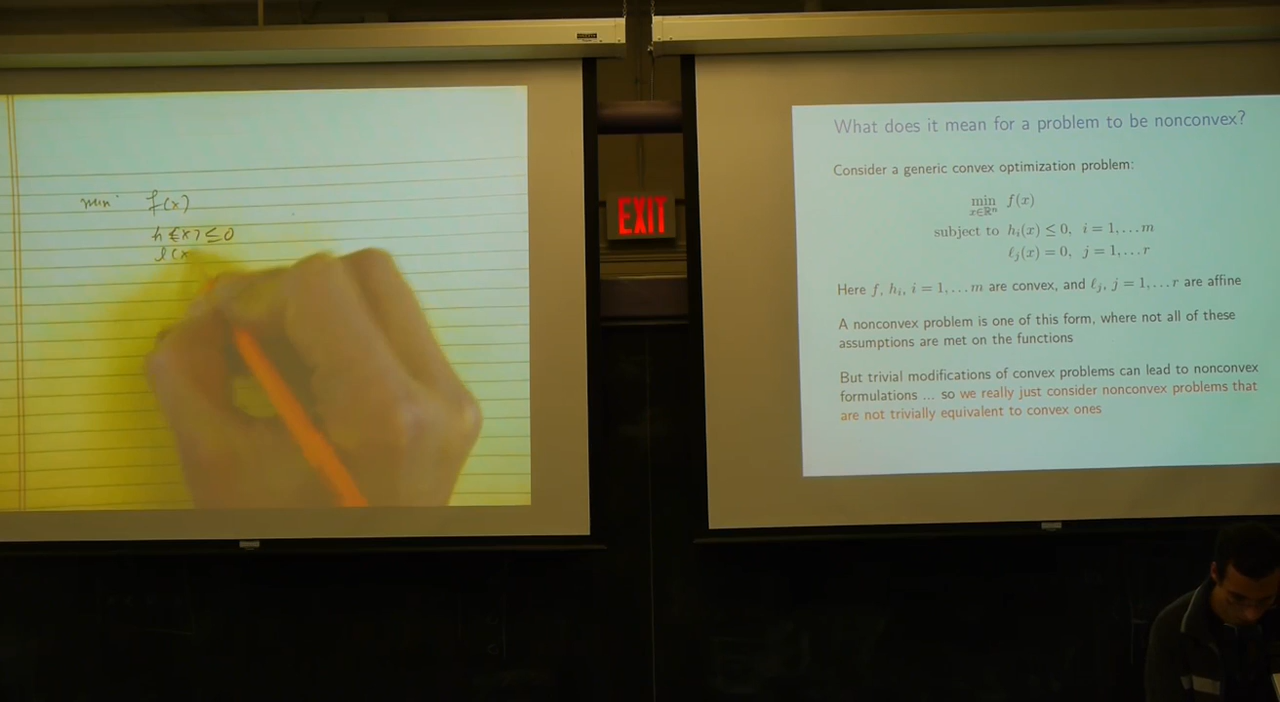 min f(x)
h(x) ≤ 0
l(x
EXIT
What does it mean for a problem to be nonconvex?
Consider a generic convex optimization problem:
min f(x)
x∈ℝⁿ
subject to hᵢ(x) ≤ 0, i = 1, … m
ℓⱼ(x) = 0, j = 1, … r
Here f, hᵢ, i = 1, … m are convex, and ℓⱼ, j = 1, … r are affine
A nonconvex problem is one of this form, where not all of these
assumptions are met on the functions
But trivial modifications of convex problems can lead to nonconvex
formulations ... so we really just consider nonconvex problems that
are not trivially equivalent to convex ones